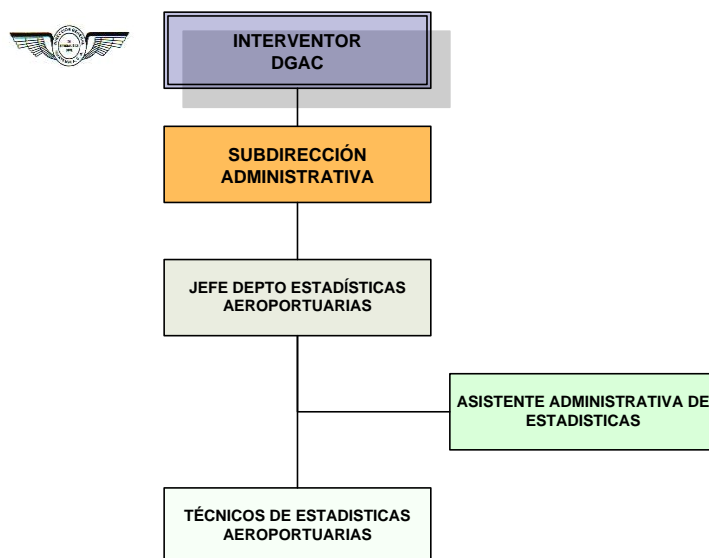 INTERVENTOR
DGAC
SUBDIRECCIÓN
ADMINISTRATIVA
JEFE DEPTO ESTADÍSTICAS
AEROPORTUARIAS
ASISTENTE ADMINISTRATIVA DE
ESTADISTICAS
TÉCNICOS DE ESTADISTICAS
AEROPORTUARIAS